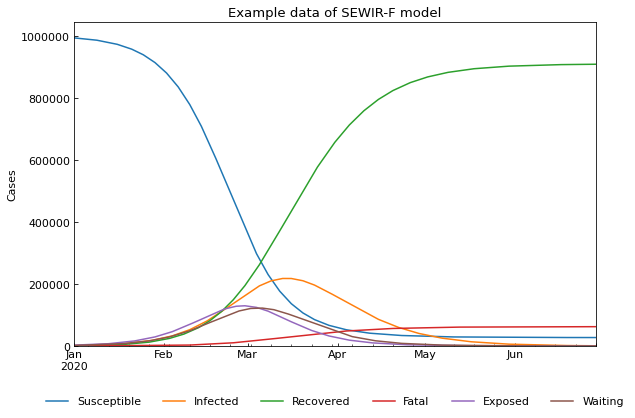 Example data of SEWIR-F model
Cases
1000000
800000
600000
400000
200000
0
Jan Feb Mar Apr May Jun
2020
Susceptible Infected Recovered Fatal Exposed Waiting